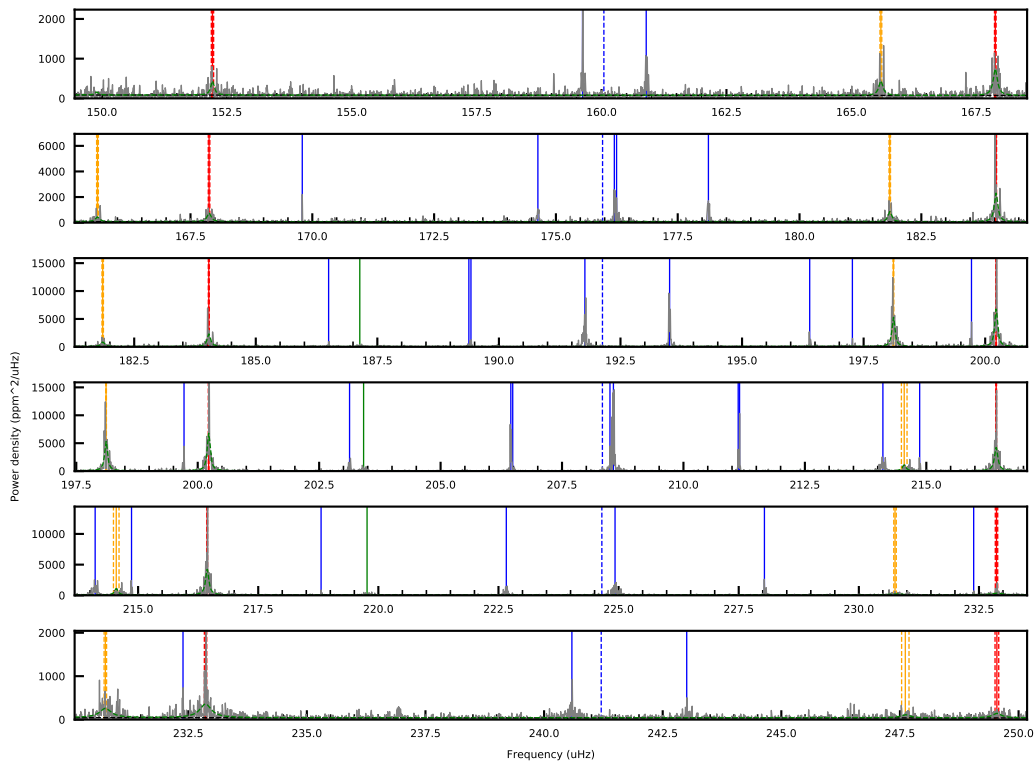 2000
1000
0
150.0 152.5 155.0 157.5 160.0 162.5 165.0 167.5
6000
4000
2000
0
167.5 170.0 172.5 175.0 177.5 180.0 182.5
15000
10000
5000
0
182.5 185.0 187.5 190.0 192.5 195.0 197.5 200.0
Power density (ppm^2/uHz)
15000
10000
5000
0
197.5 200.0 202.5 205.0 207.5 210.0 212.5 215.0
10000
5000
0
215.0 217.5 220.0 222.5 225.0 227.5 230.0 232.5
2000
1000
0
232.5 235.0 237.5 240.0 242.5 245.0 247.5 250.0
Frequency (uHz)